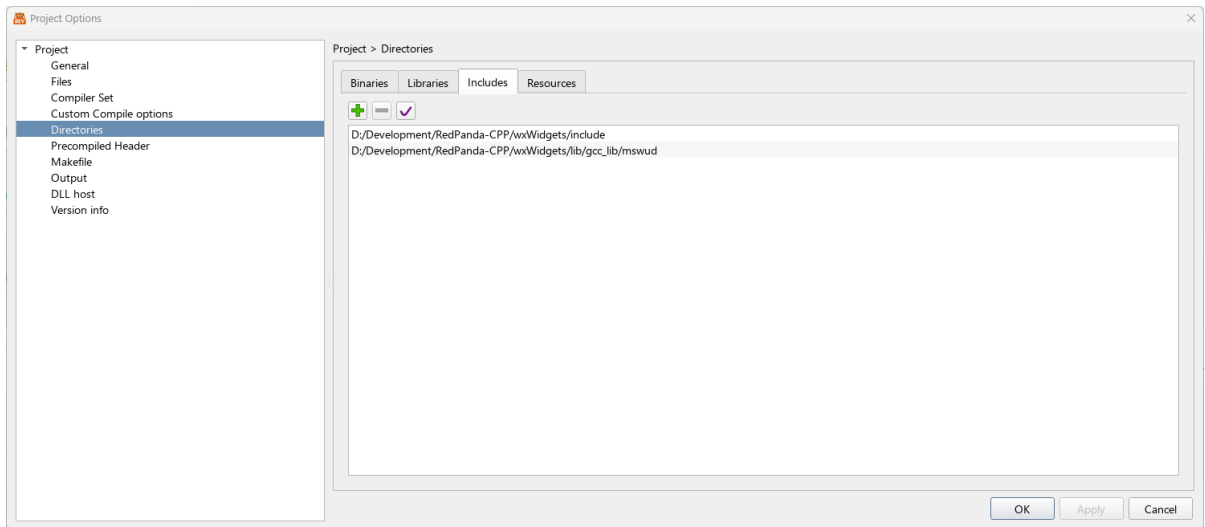 Project Options
Project
General
Files
Compiler Set
Custom Compile options
Directories
Precompiled Header
Makefile
Output
DLL host
Version info
Project > Directories
Binaries Libraries Includes Resources
D:/Development/RedPanda-CPP/wxWidgets/include
D:/Development/RedPanda-CPP/wxWidgets/lib/gcc_lib/mswud
OK Apply Cancel